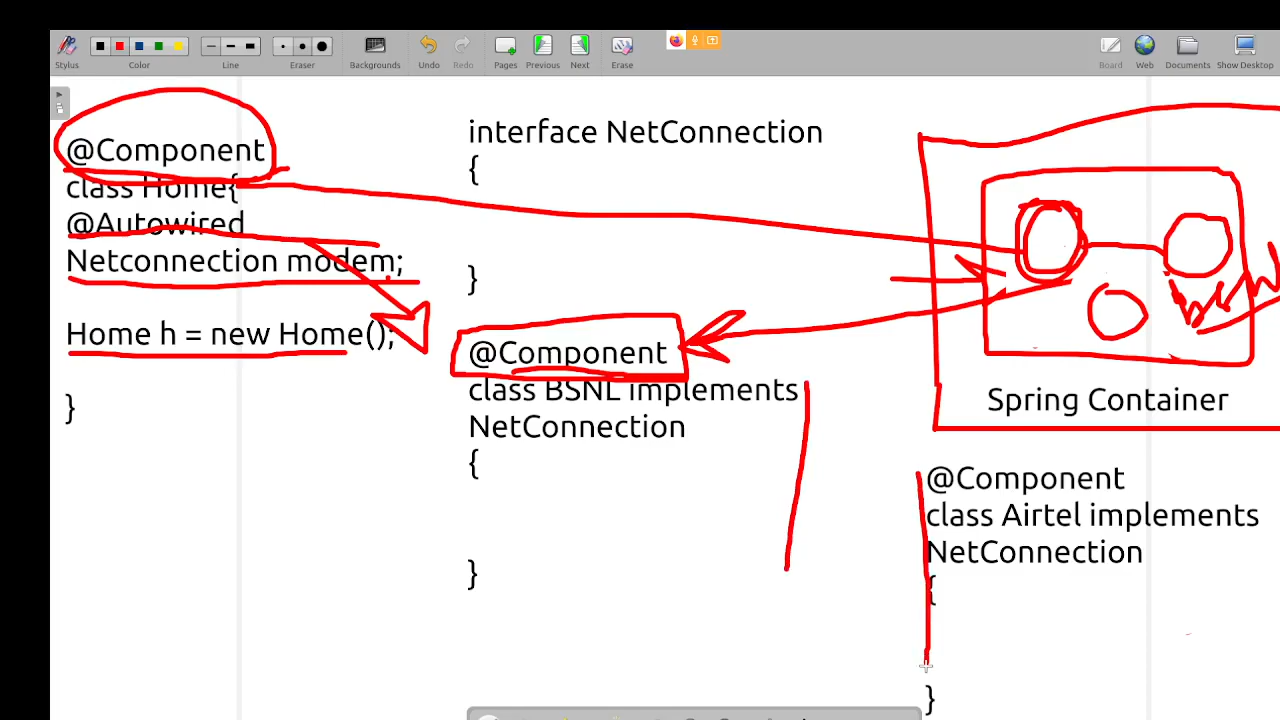 Stylus
Color
Line
Eraser
Backgrounds
Undo
Redo
Pages
Previous
Next
Erase
Board
Web
Documents
Show Desktop
@Component
class Home{
@Autowired
Netconnection modem;
Home h = new Home();
}
interface NetConnection
{
}
@Component
class BSNL implements
NetConnection
{
}
Spring Container
@Component
class Airtel implements
NetConnection
{
}